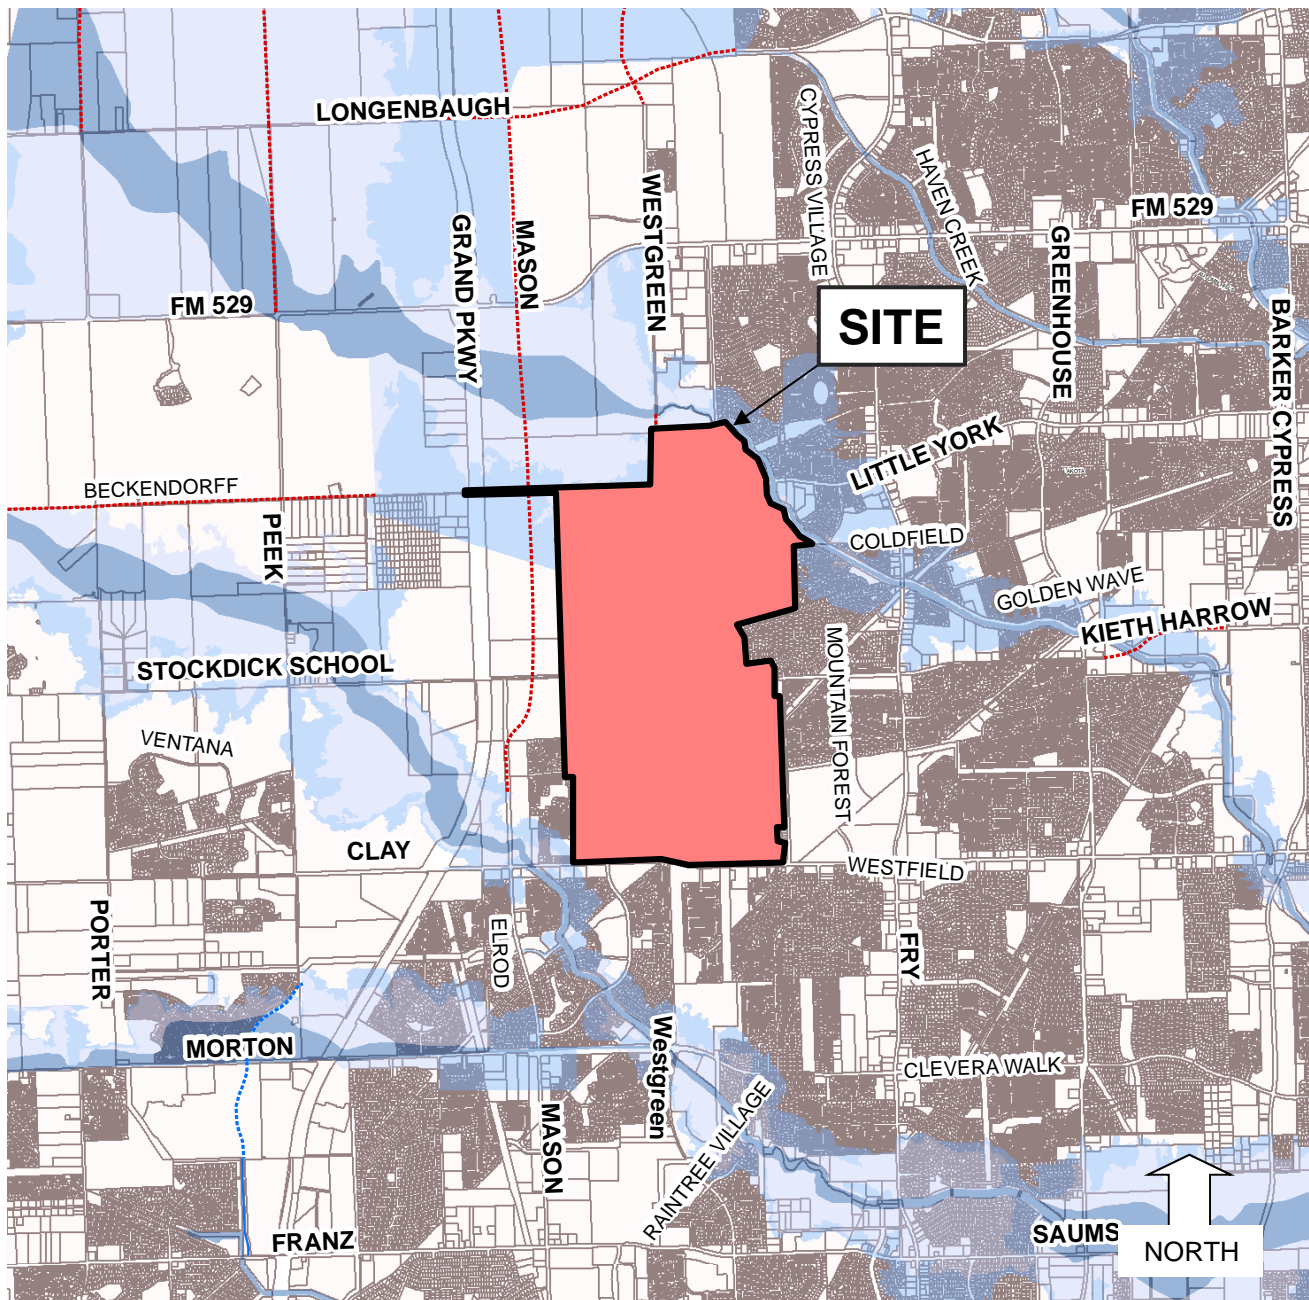 LONGENBAUGH
CYPRESS VILLAGE
HAVEN CREEK
WESTGREEN
FM 529
GRAND PKWY
MASON
GREENHOUSE
FM 529
BARKER CYPRESS
SITE
LITTLE YORK
BECKENDORFF
PEEK
COLDFIELD
GOLDEN WAVE
KIETH HARROW
STOCKDICK SCHOOL
MOUNTAIN FOREST
VENTANA
CLAY
WESTFIELD
PORTER
ELROD
FRY
MORTON
Westgreen
CLEVERA WALK
MASON
RAINTREE VILLAGE
FRANZ
SAUMS
NORTH